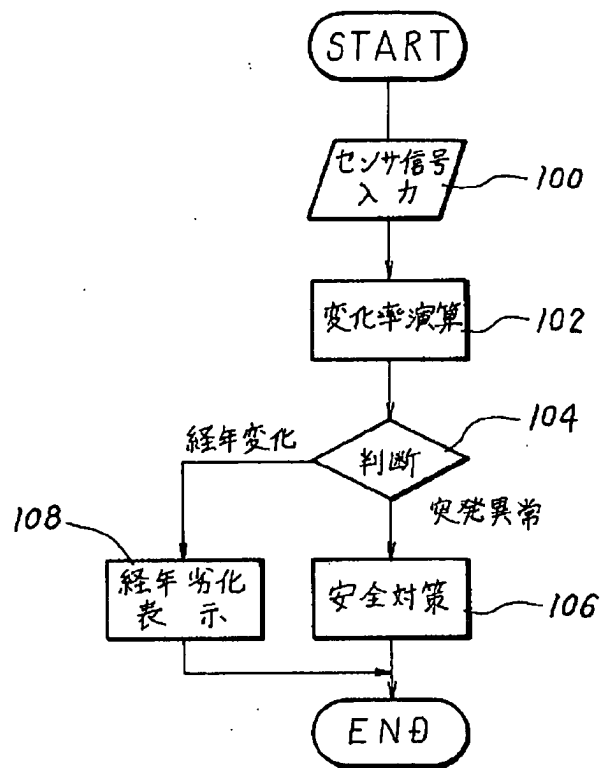 START
センサ信号
入力
100
変化率演算
102
104
経年変化
判断
突発異常
108
経年劣化
表示
安全対策
106
END